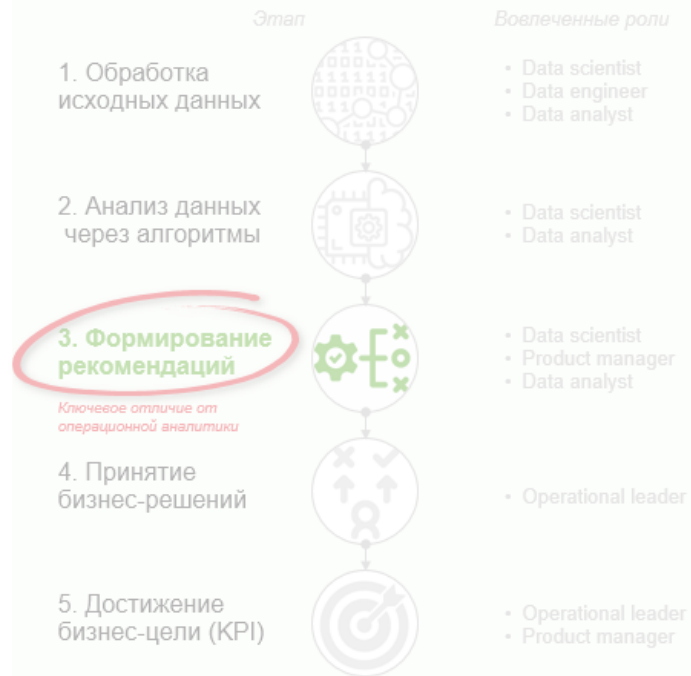 Этап
Вовлеченные роли
1. Обработка
исходных данных
• Data scientist
• Data engineer
• Data analyst
2. Анализ данных
через алгоритмы
• Data scientist
• Data analyst
3. Формирование
рекомендаций
Ключевое отличие от
операционной аналитики
• Data scientist
• Product manager
• Data analyst
4. Принятие
бизнес-решений
• Operational leader
5. Достижение
бизнес-цели (KPI)
• Operational leader
• Product manager